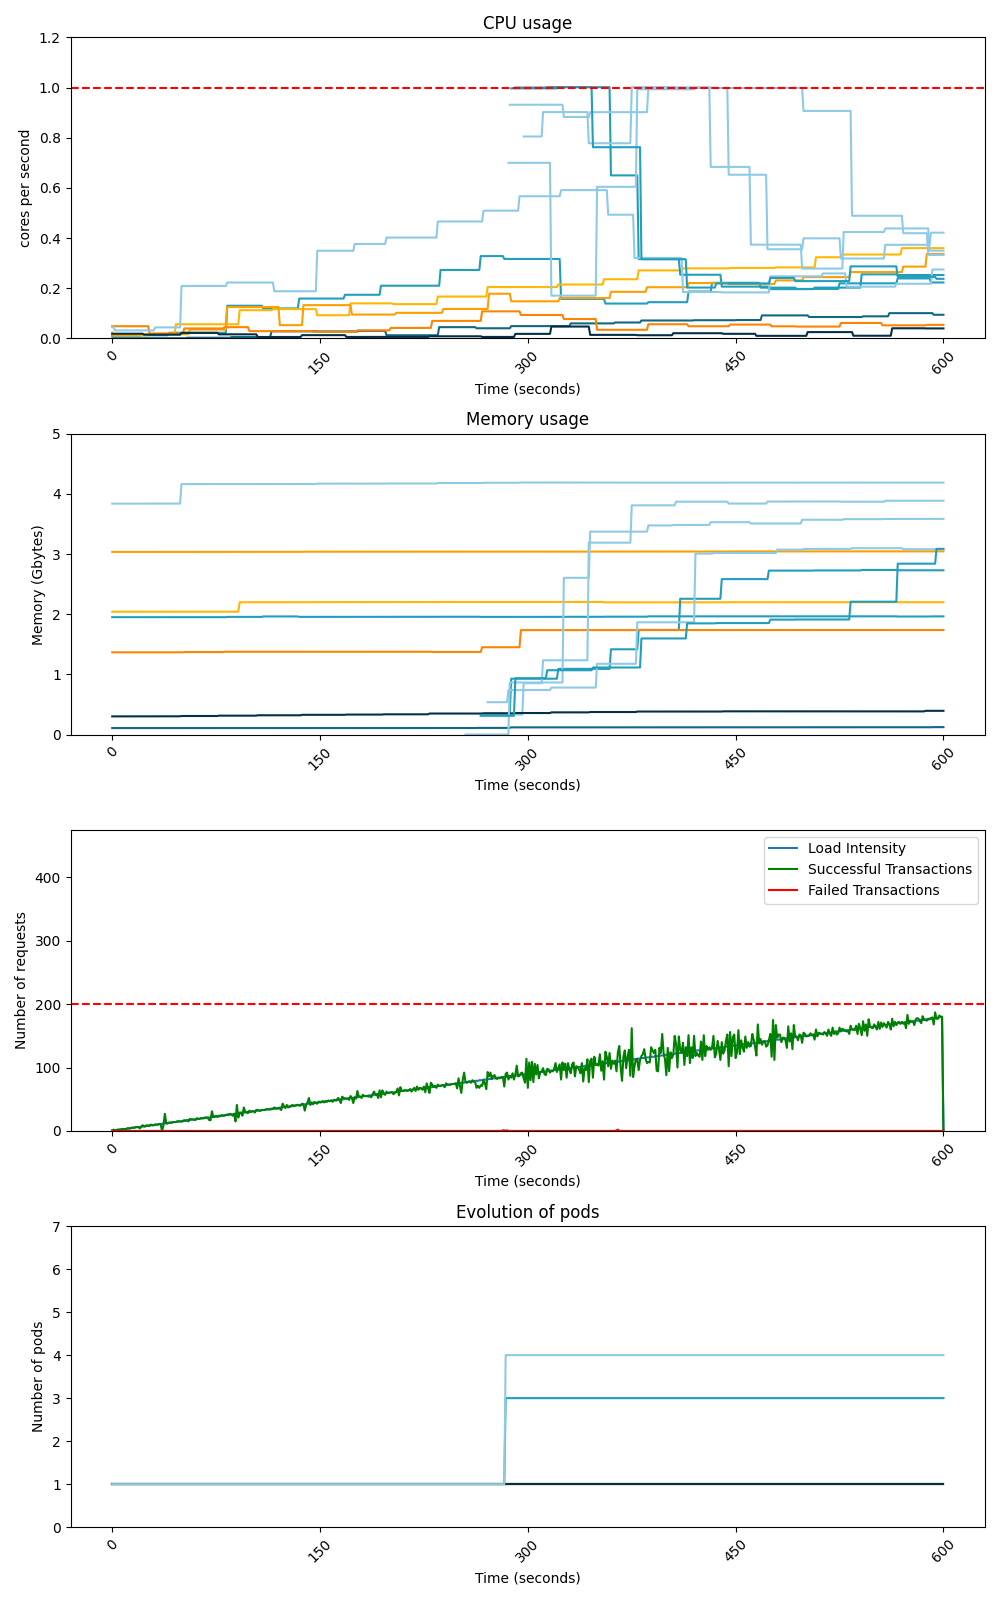 CPU usage
1.2
1.0
0.8
0.6
0.4
0.2
0.0
cores per second
0 150 300 450 600
Time (seconds)
Memory usage
5
4
3
2
1
0
Memory (Gbytes)
0 150 300 450 600
Time (seconds)
Load Intensity
Successful Transactions
Failed Transactions
400
300
200
100
0
Number of requests
0 150 300 450 600
Time (seconds)
Evolution of pods
7
6
5
4
3
2
1
0
Number of pods
0 150 300 450 600
Time (seconds)